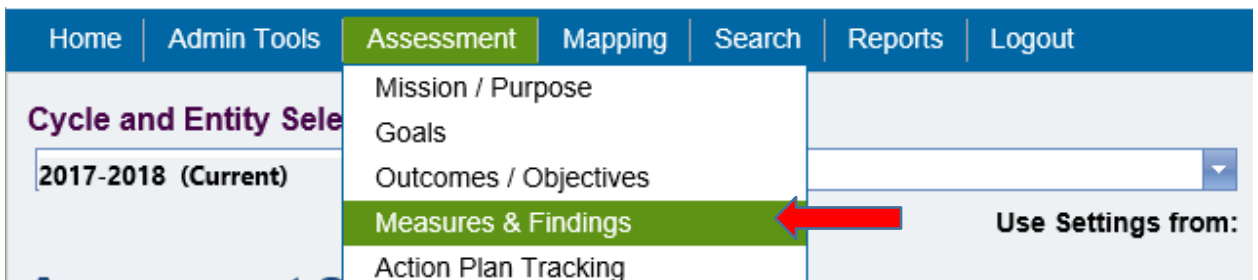 Home Admin Tools Assessment Mapping Search Reports Logout
Mission / Purpose
Cycle and Entity
Goals
2017-2018 (Current)
Outcomes / Objectives
Measures & Findings
Use Settings from:
Action Plan Tracking